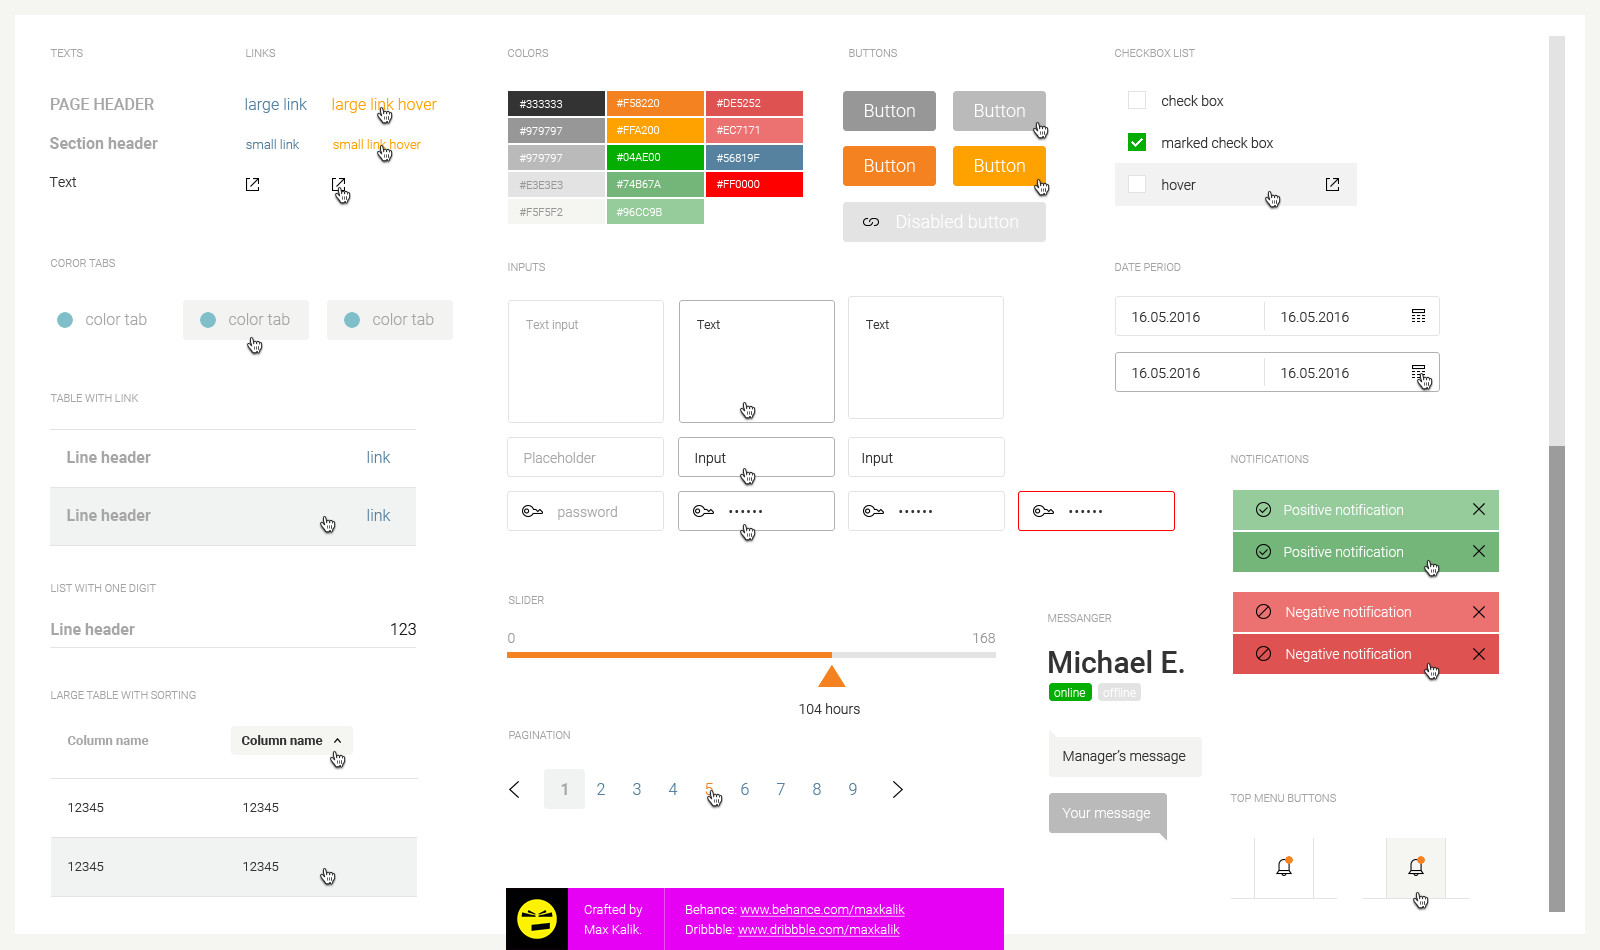 TEXTS
LINKS
PAGE HEADER
large link
large link hover
Section header
small link
small link hover
Text
COROR TABS
color tab
color tab
color tab
TABLE WITH LINK
Line header
link
Line header
link
LIST WITH ONE DIGIT
Line header
123
LARGE TABLE WITH SORTING
Column name
Column name
12345
12345
12345
12345
COLORS
#333333
#F58220
#DE5252
#979797
#FFA200
#EC7171
#979797
#04AE00
#56819F
#E3E3E3
#74B67A
#FF0000
#F5F5F2
#96CC9B
BUTTONS
Button
Button
Button
Button
Disabled button
INPUTS
Text input
Text
Text
Placeholder
Input
Input
password
SLIDER
0
168
104 hours
PAGINATION
1
2
3
4
5
6
7
8
9
CHECKBOX LIST
check box
marked check box
hover
DATE PERIOD
16.05.2016
16.05.2016
16.05.2016
16.05.2016
NOTIFICATIONS
Positive notification
Positive notification
Negative notification
Negative notification
MESSANGER
Michael E.
online
offline
Manager's message
Your message
TOP MENU BUTTONS
Crafted by
Max Kalik.
Behance: www.behance.com/maxkalik
Dribbble: www.dribbble.com/maxkalik